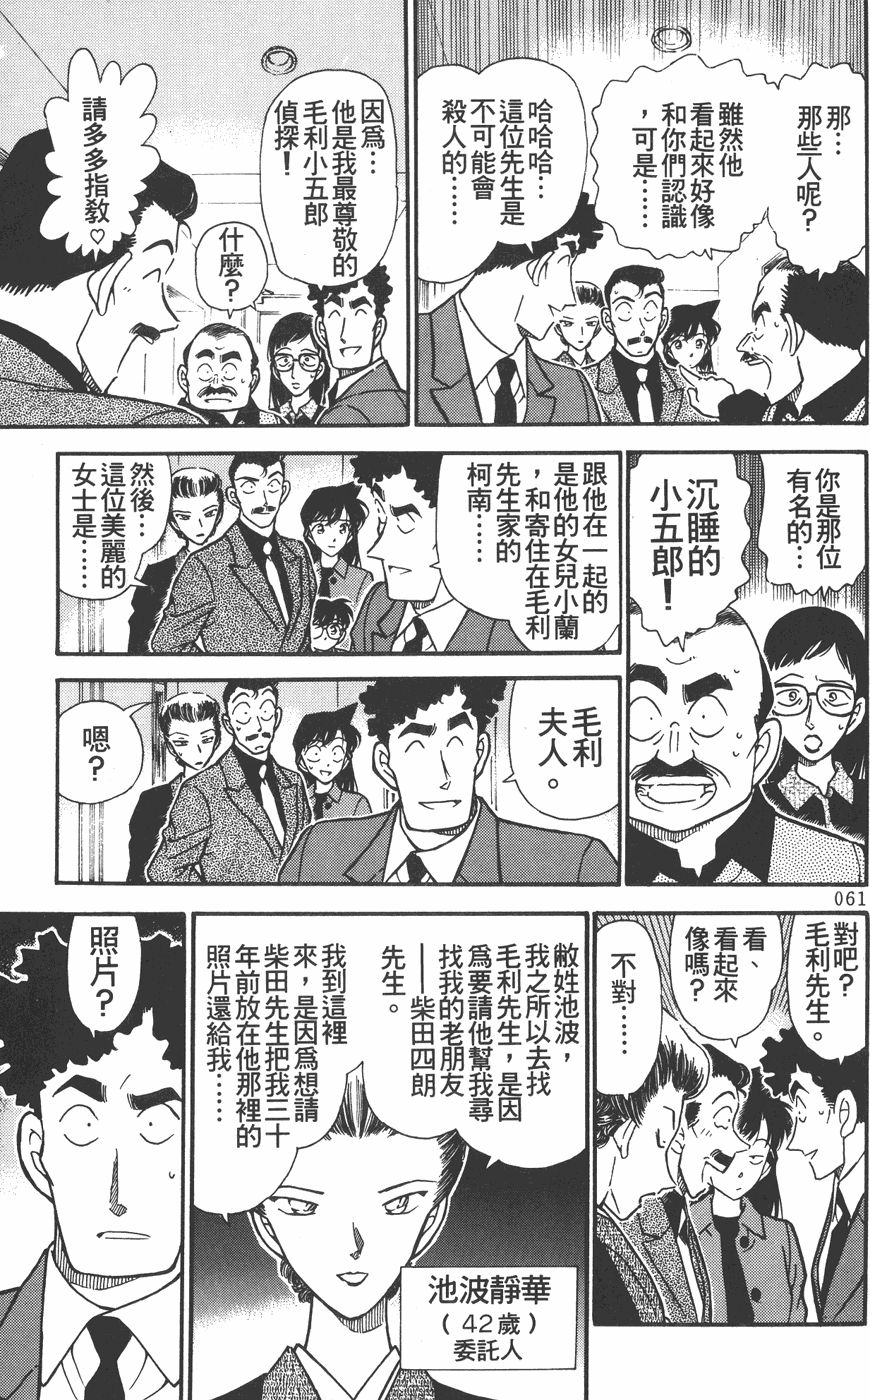 那…
那些人呢？
雖然他
看起來好像
和你們認識
，可是……
哈哈哈…
這位先生是
不可能會
殺人的……
因爲…
他是我最尊敬的
毛利小五郎
偵探！
什麼？
請多多指教♡
你是那位
有名的…
沉睡的
小五郎！
跟他在一起的
是他的女兒小蘭
，和寄住在毛利
先生家的
柯南……
然後…
這位美麗的
女士是……
毛利
夫人。
嗯？
061
對吧？
毛利先生。
看、
看起來
像嗎？
不對……
敝姓池波，
我之所以去找
毛利先生，是因
爲要請他幫我尋
找我的老朋友
——柴田四朗
先生。
我到這裡
來，是因爲想請
柴田先生把我三十
年前放在他那裡的
照片還給我……
池波靜華
（42歲）
委託人
照片？